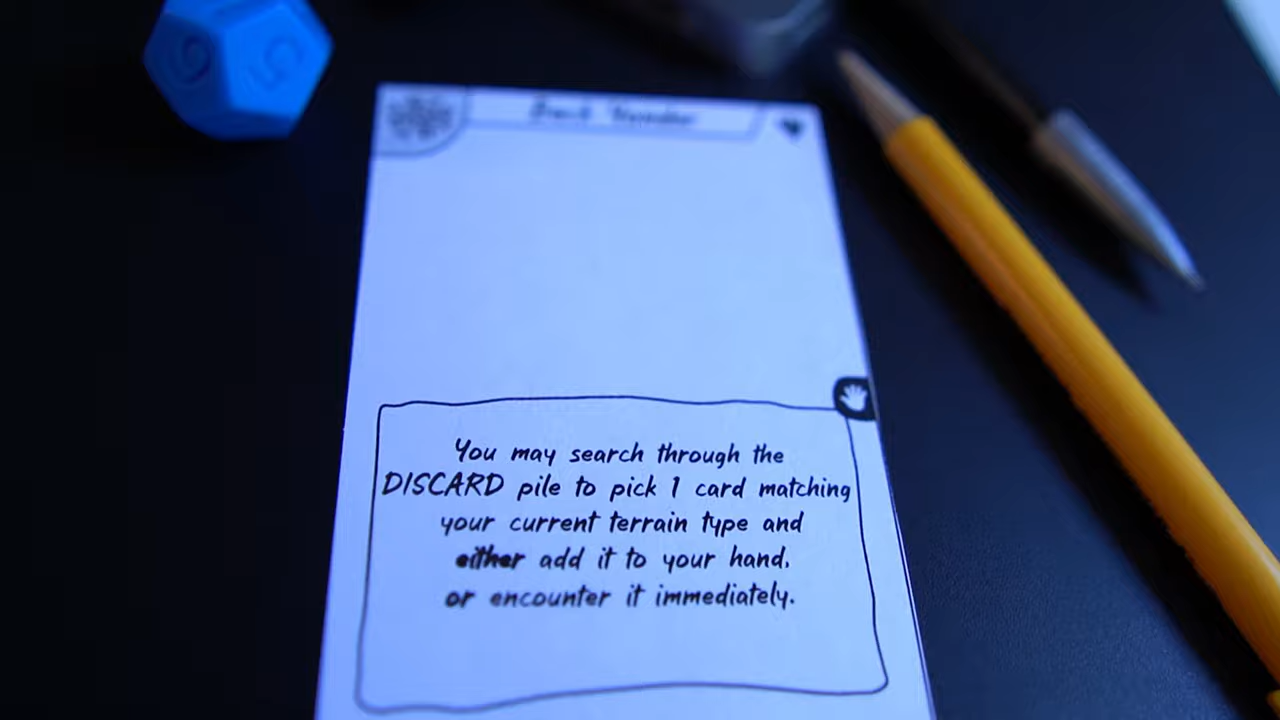 You may search through the
DISCARD pile to pick 1 card matching
your current terrain type and
either add it to your hand,
or encounter it immediately.